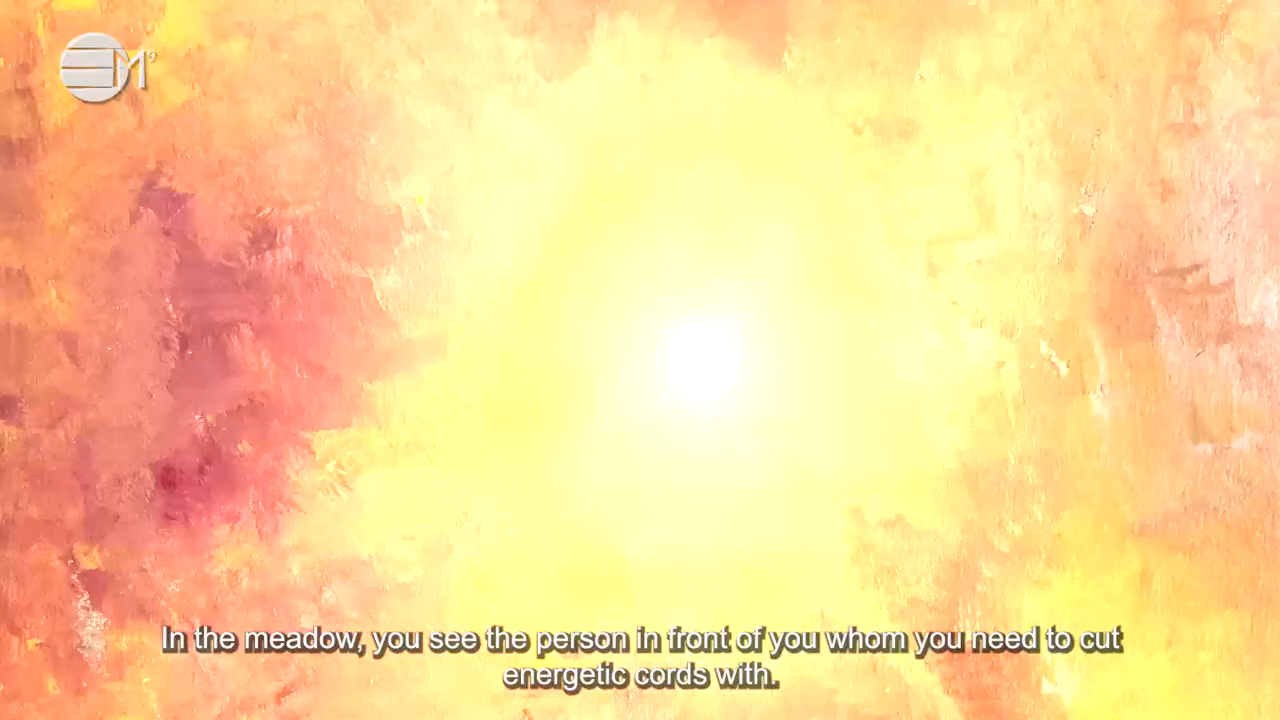 EM⁹
In the meadow, you see the person in front of you whom you need to cut
energetic cords with.